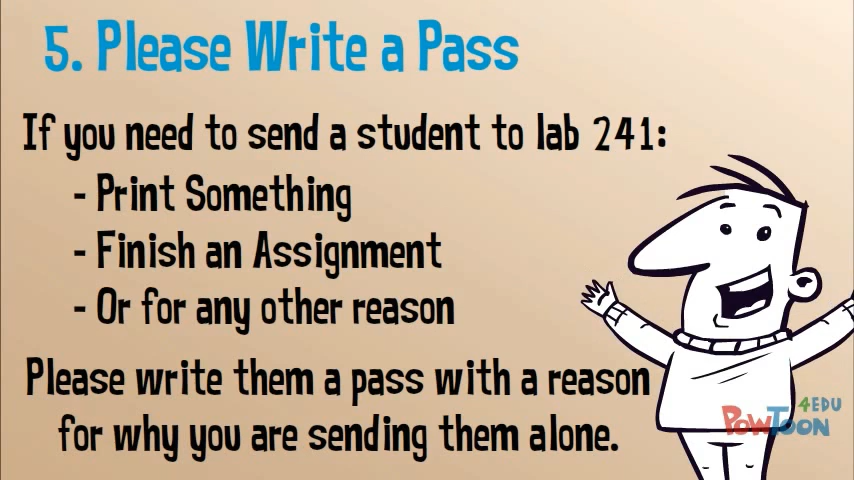 5. Please Write a Pass
If you need to send a student to lab 241:
- Print Something
- Finish an Assignment
- Or for any other reason
Please write them a pass with a reason
for why you are sending them alone.
4EDU
POWTOON